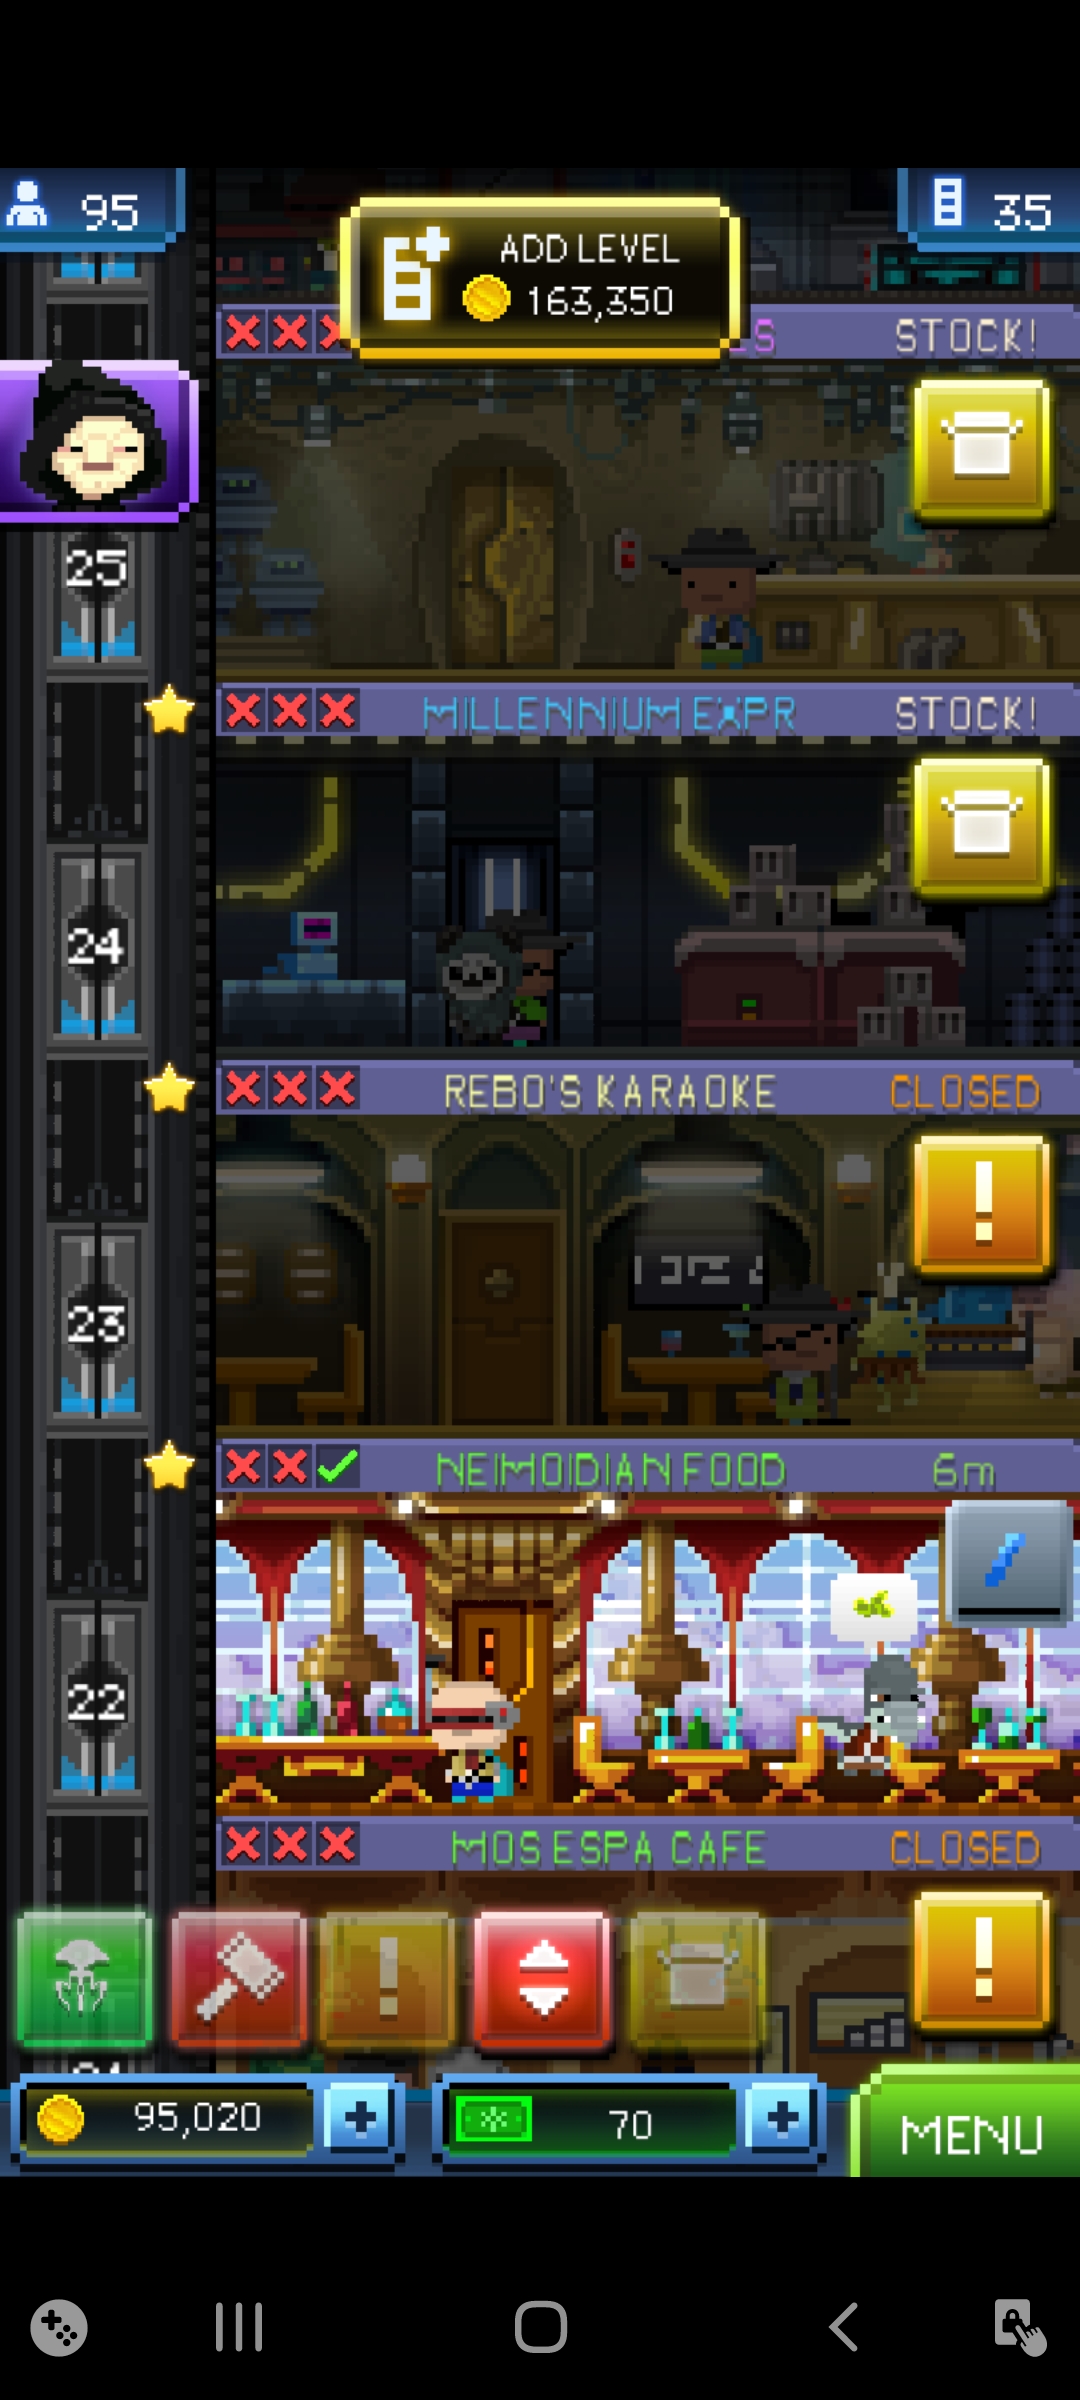 95
ADD LEVEL
163,350
35
STOCK!
25
MILLENNIUM EXPR
STOCK!
24
REBO'S KARAOKE
CLOSED
23
NEIMOIDIAN FOOD
6m
22
MOS ESPA CAFE
CLOSED
95,020
70
MENU